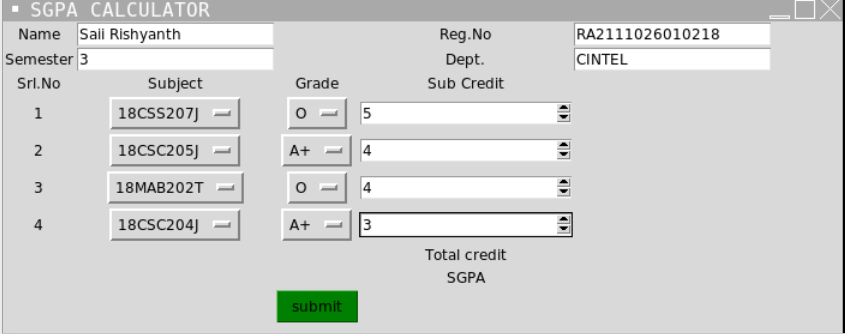 SGPA CALCULATOR
Name Saii Rishyanth Reg.No RA2111026010218
Semester 3 Dept. CINTEL
Srl.No Subject Grade Sub Credit
1 18CSS207J O 5
2 18CSC205J A+ 4
3 18MAB202T O 4
4 18CSC204J A+ 3
Total credit
SGPA
submit